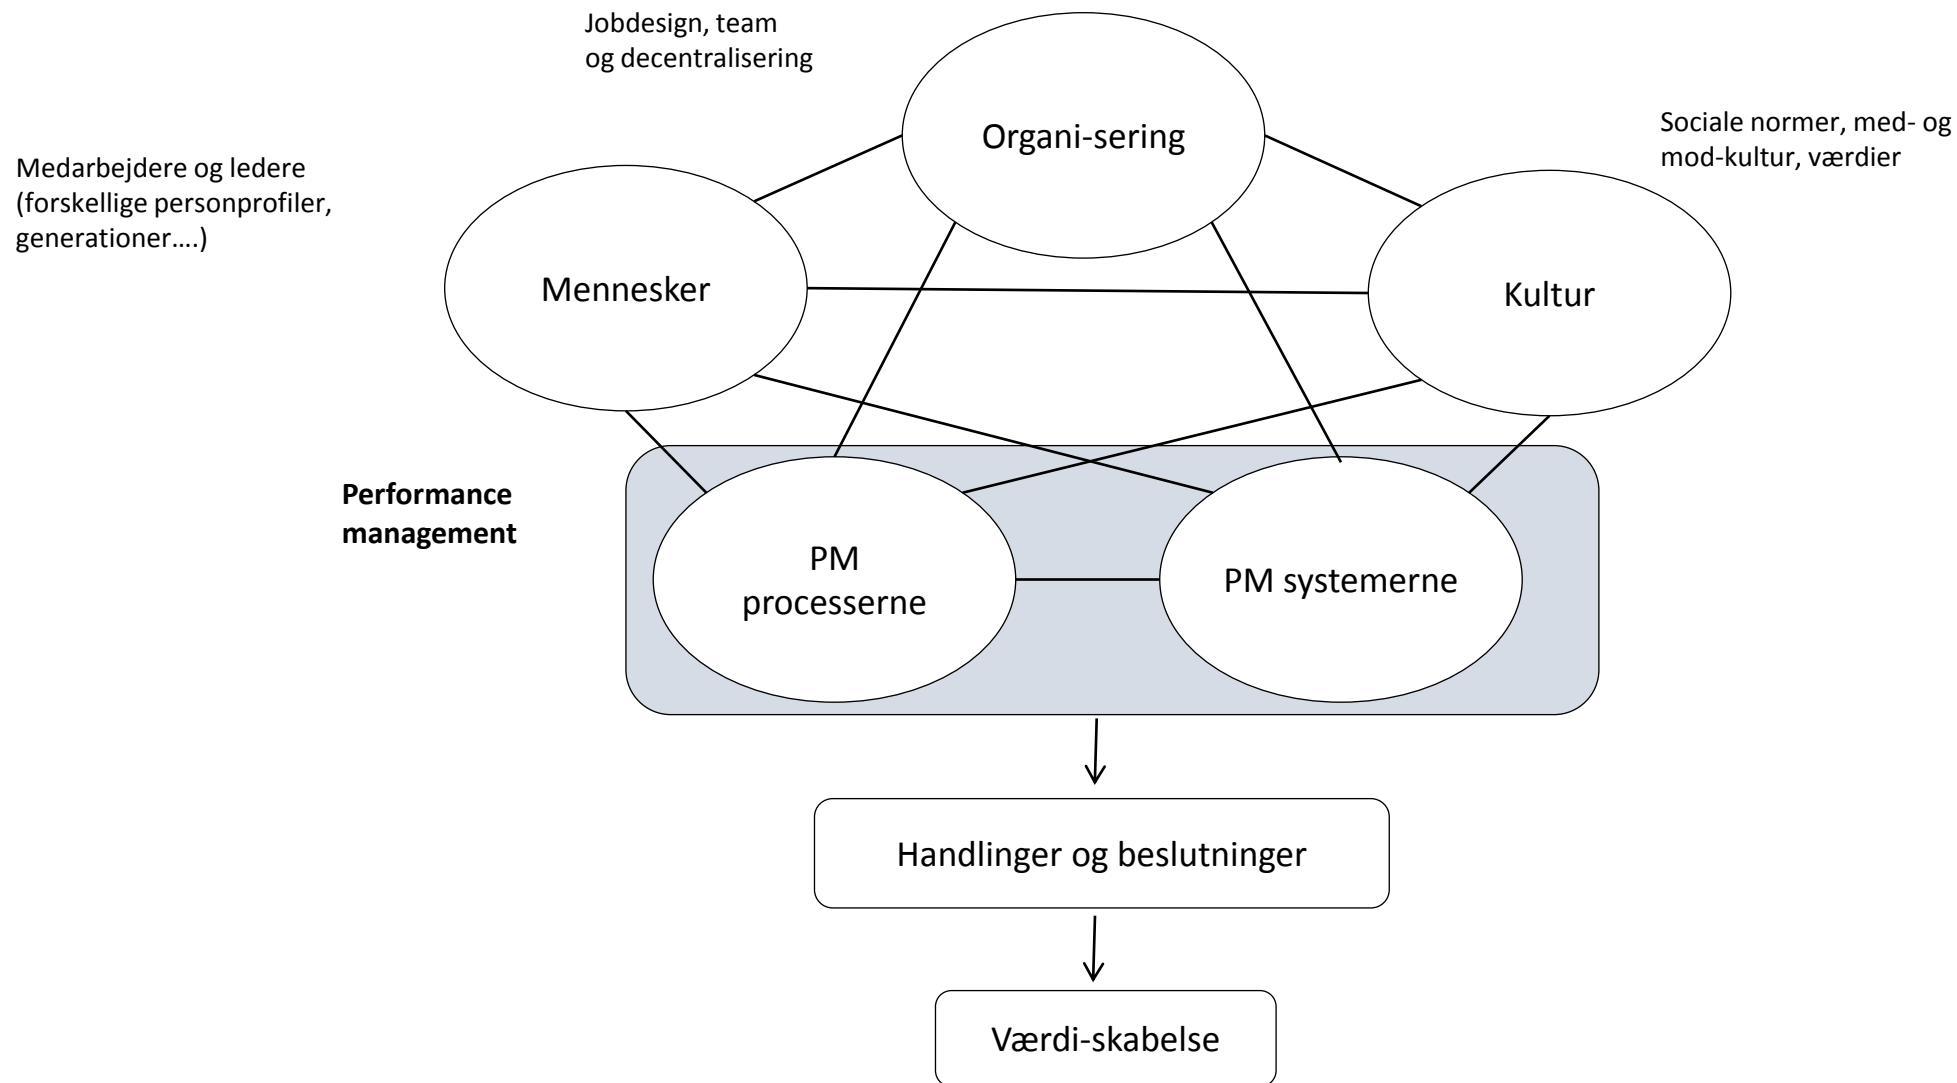 Jobdesign, team
og decentralisering
Organi-sering
Sociale normer, med- og
mod-kultur, værdier
Medarbejdere og ledere
(forskellige personprofiler,
generationer....)
Mennesker
Kultur
Performance
management
PM
processerne
PM systemerne
Handlinger og beslutninger
Værdi-skabelse